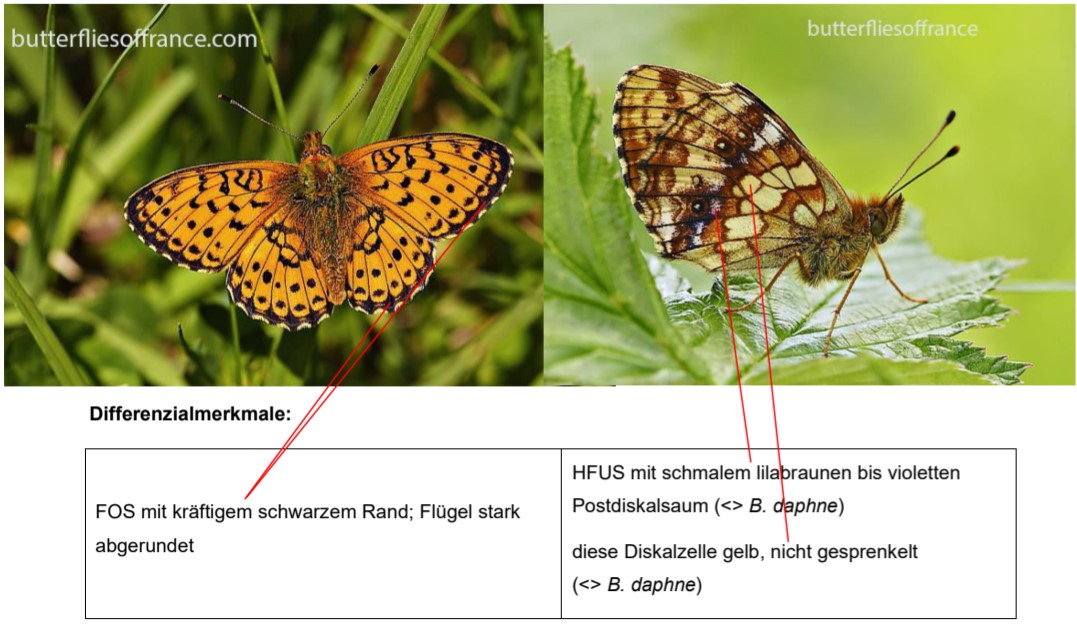 butterfliesoffrance.com
butterfliesoffrance
Differenzialmerkmale:
FOS mit kräftigem schwarzem Rand; Flügel stark
abgerundet
HFUS mit schmalem lilabraunen bis violetten
Postdiskalsaum (<> B. daphne)
diese Diskalzelle gelb, nicht gesprenkelt
(<> B. daphne)